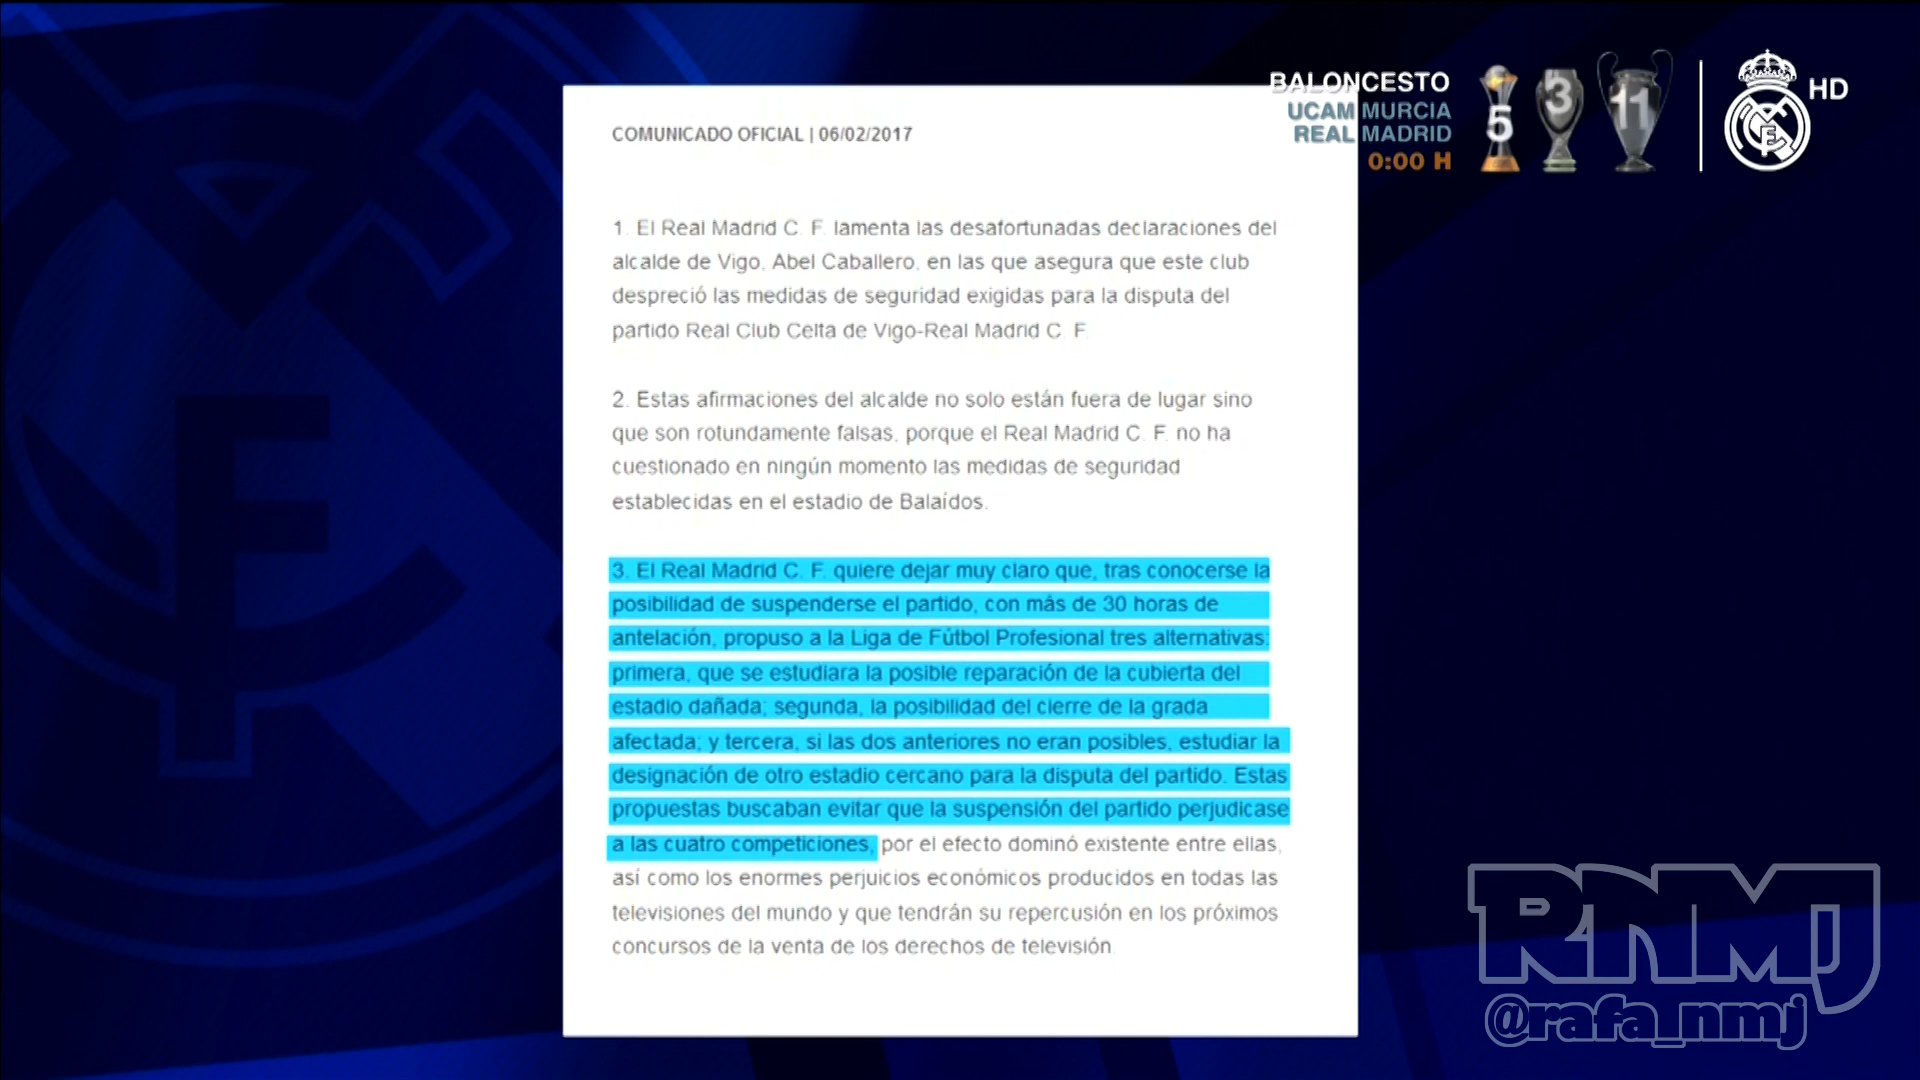 BALONCESTO
UCAM MURCIA
REAL MADRID
0:00 H
5
3
11
HD
COMUNICADO OFICIAL | 06/02/2017
1. El Real Madrid C. F. lamenta las desafortunadas declaraciones del
alcalde de Vigo, Abel Caballero, en las que asegura que este club
despreció las medidas de seguridad exigidas para la disputa del
partido Real Club Celta de Vigo-Real Madrid C. F.
2. Estas afirmaciones del alcalde no solo están fuera de lugar sino
que son rotundamente falsas, porque el Real Madrid C. F. no ha
cuestionado en ningún momento las medidas de seguridad
establecidas en el estadio de Balaídos.
3. El Real Madrid C. F. quiere dejar muy claro que, tras conocerse la
posibilidad de suspenderse el partido, con más de 30 horas de
antelación, propuso a la Liga de Fútbol Profesional tres alternativas:
primera, que se estudiara la posible reparación de la cubierta del
estadio dañada; segunda, la posibilidad del cierre de la grada
afectada; y tercera, si las dos anteriores no eran posibles, estudiar la
designación de otro estadio cercano para la disputa del partido. Estas
propuestas buscaban evitar que la suspensión del partido perjudicase
a las cuatro competiciones, por el efecto dominó existente entre ellas,
así como los enormes perjuicios económicos producidos en todas las
televisiones del mundo y que tendrán su repercusión en los próximos
concursos de la venta de los derechos de televisión.
RNMJ
@rafa_nmj